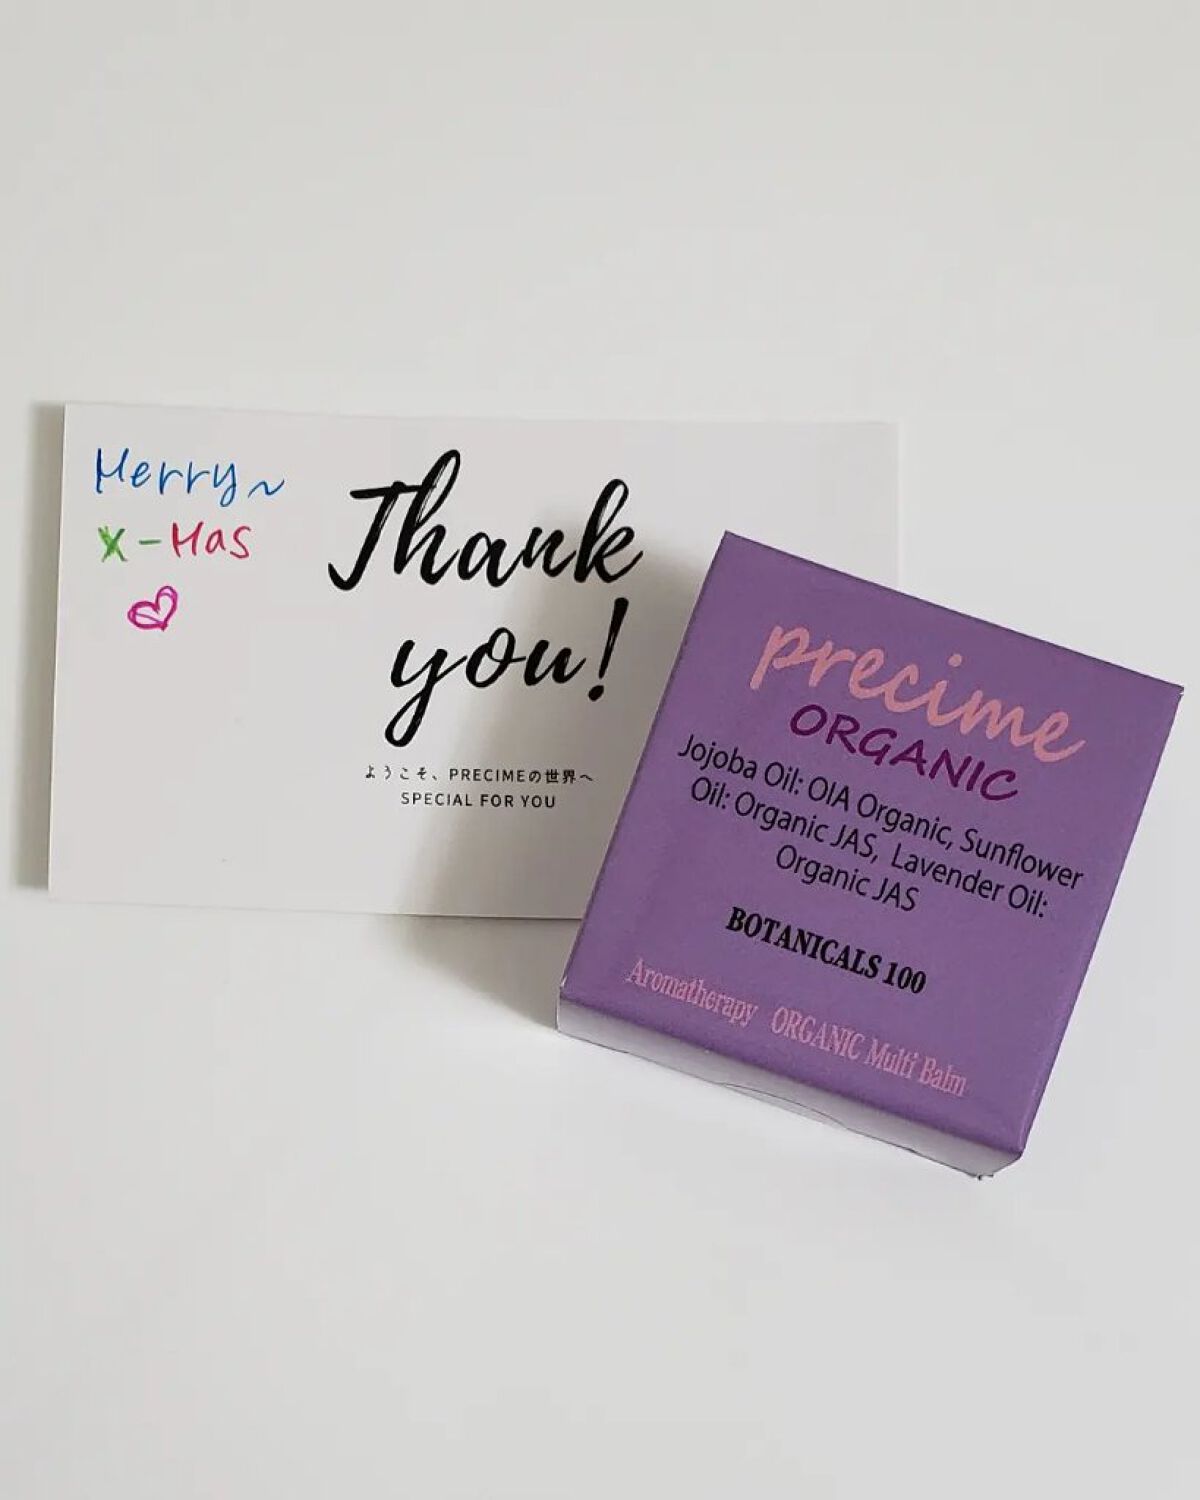 Merry~
X-Mas
Thank
you!
ようこそ、PRECIMEの世界へ
SPECIAL FOR YOU
precime
ORGANIC
Jojoba Oil: OIA Organic, Sunflower
Oil: Organic JAS, Lavender Oil:
Organic JAS
BOTANICALS 100
Aromatherapy ORGANIC Multi Balm